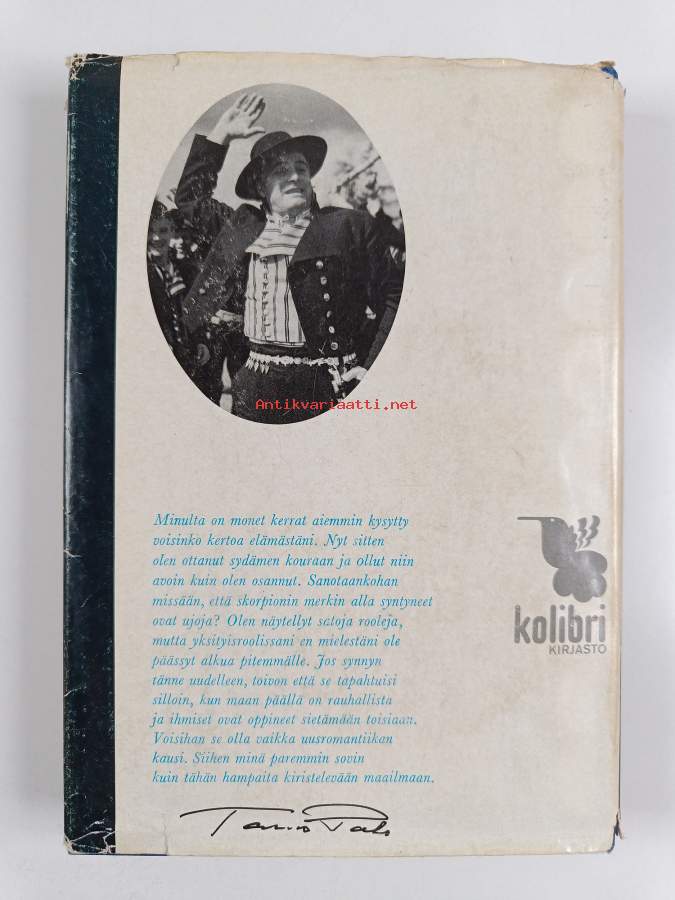 Antikvariaatti.net
Minulta on monet kerrat aiemmin kysytty
voisinko kertoa elämästäni. Nyt sitten
olen ottanut sydämen kouraan ja ollut niin
avoin kuin olen osannut. Sanotaankohan
missään, että skorpionin merkin alla syntyneet
ovat ujoja? Olen näytellyt satoja rooleja,
mutta yksityisroolissani en mielestäni ole
päässyt alkua pitemmälle. Jos synnyn
tänne uudelleen, toivon että se tapahtuisi
silloin, kun maan päällä on rauhallista
ja ihmiset ovat oppineet sietämään toisiaan.
Voisihan se olla vaikka uusromantiikan
kausi. Siihen minä paremmin sovin
kuin tähän hampaita kiristelevään maailmaan.
kolibri
KIRJASTO